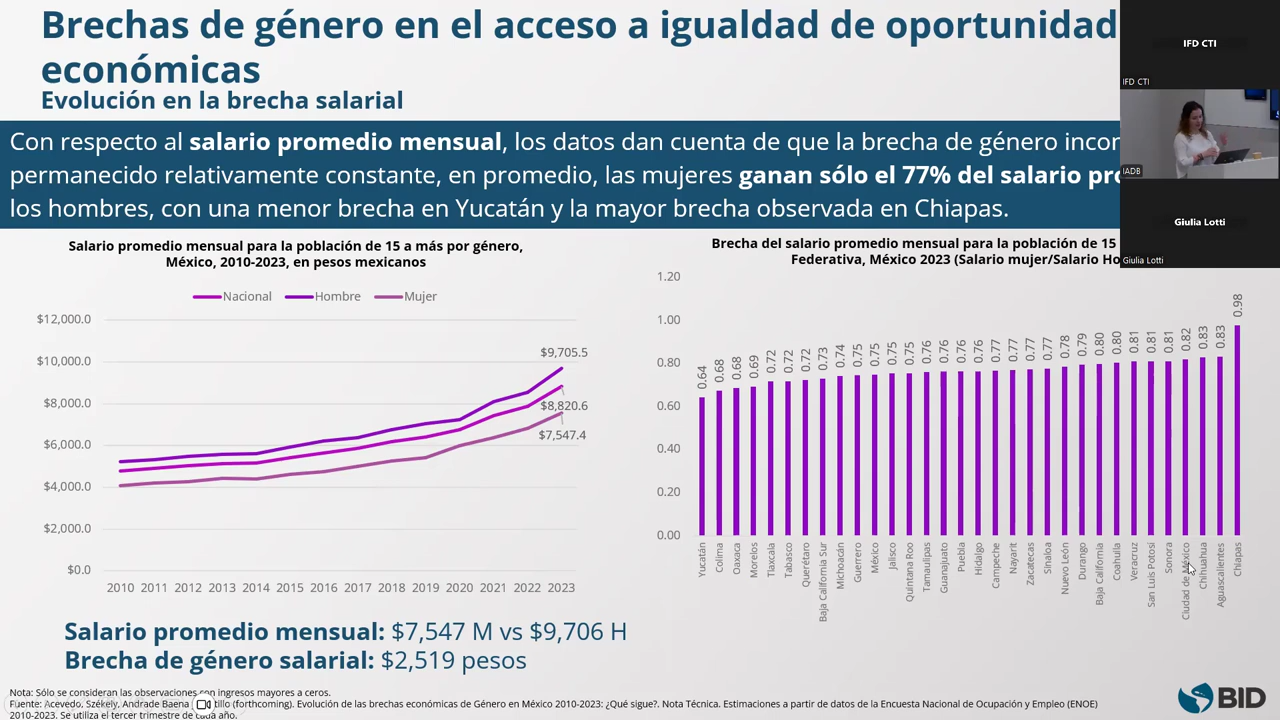 Brechas de género en el acceso a igualdad de oportunidad
económicas
Evolución en la brecha salarial
Con respecto al salario promedio mensual, los datos dan cuenta de que la brecha de género incor
permanecido relativamente constante, en promedio, las mujeres ganan sólo el 77% del salario pro
los hombres, con una menor brecha en Yucatán y la mayor brecha observada en Chiapas.
IFD CTI
IFD CTI
IADB
Giulia Lotti
Giulia Lotti
Salario promedio mensual para la población de 15 a más por género,
México, 2010-2023, en pesos mexicanos
Nacional Hombre Mujer
$12,000.0
$10,000.0
$8,000.0
$6,000.0
$4,000.0
$2,000.0
$0.0
$9,705.5
$8,820.6
$7,547.4
2010 2011 2012 2013 2014 2015 2016 2017 2018 2019 2020 2021 2022 2023
Brecha del salario promedio mensual para la población de 15
Federativa, México 2023 (Salario mujer/Salario Ho
1.20
1.00
0.80
0.60
0.40
0.20
0.00
0.64 0.68 0.68 0.69 0.72 0.72 0.72 0.73 0.74 0.75 0.75 0.75 0.75 0.76 0.76 0.76 0.76 0.77 0.77 0.77 0.77 0.78 0.79 0.80 0.80 0.81 0.81 0.81 0.82 0.83 0.83 0.98
Yucatán
Colima
Oaxaca
Morelos
Tlaxcala
Tabasco
Querétaro
Baja California Sur
Michoacán
Guerrero
México
Jalisco
Quintana Roo
Tamaulipas
Guanajuato
Puebla
Hidalgo
Campeche
Nayarit
Zacatecas
Sinaloa
Nuevo León
Durango
Baja California
Coahuila
Veracruz
San Luis Potosí
Sonora
Ciudad de México
Chihuahua
Aguascalientes
Chiapas
Salario promedio mensual: $7,547 M vs $9,706 H
Brecha de género salarial: $2,519 pesos
Nota: Sólo se consideran las observaciones con ingresos mayores a ceros.
Fuente: Acevedo, Székely, Andrade Baena tillo (forthcoming). Evolución de las brechas económicas de Género en México 2010-2023: ¿Qué sigue?. Nota Técnica. Estimaciones a partir de datos de la Encuesta Nacional de Ocupación y Empleo (ENOE)
2010-2023. Se utiliza el tercer trimestre de cada año.
BID